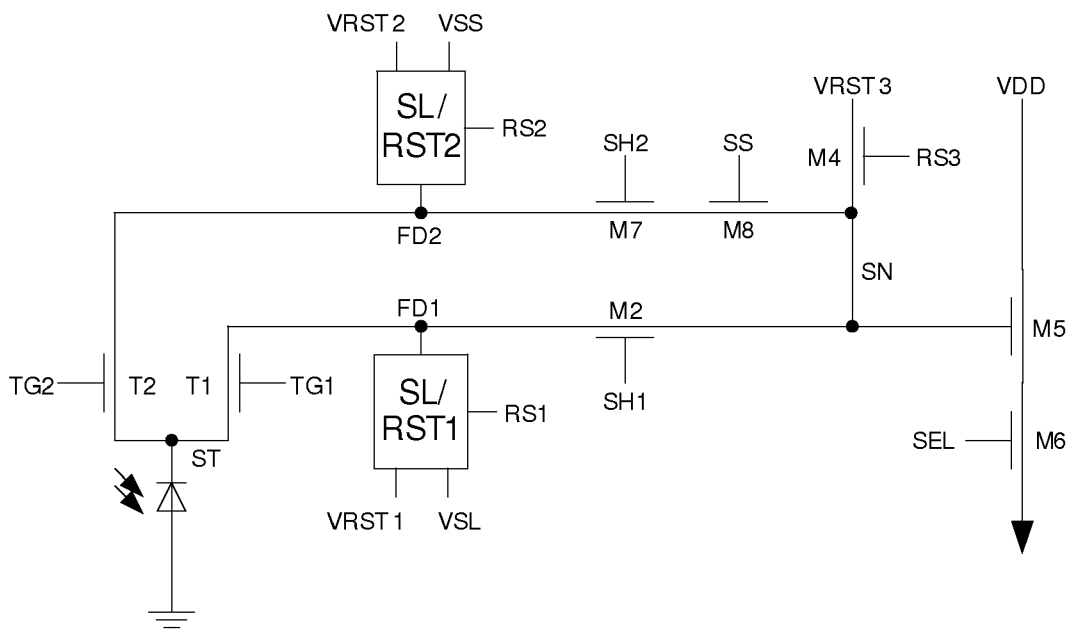 VRST2 VSS
SL/
RST2
RS2
VRST3
VDD
SH2
SS
M4
RS3
FD2
M7
M8
SN
FD1
M2
M5
TG2
T2
T1
TG1
SL/
RST1
RS1
SH1
SEL
M6
ST
VRST1 VSL